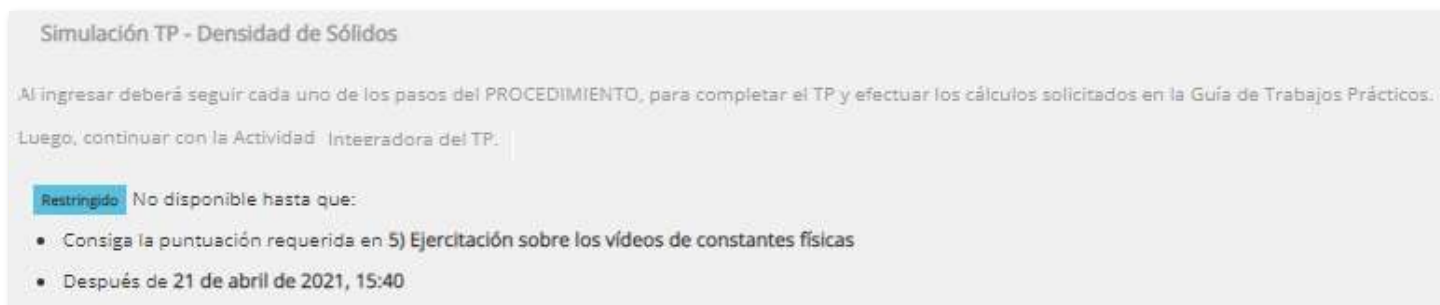 Simulación TP - Densidad de Sólidos
Al ingresar deberá seguir cada uno de los pasos del PROCEDIMIENTO, para completar el TP y efectuar los cálculos solicitados en la Guía de Trabajos Prácticos.
Luego, continuar con la Actividad Integradora del TP.
Restringido No disponible hasta que:
• Consiga la puntuación requerida en 5) Ejercitación sobre los vídeos de constantes físicas
• Después de 21 de abril de 2021, 15:40